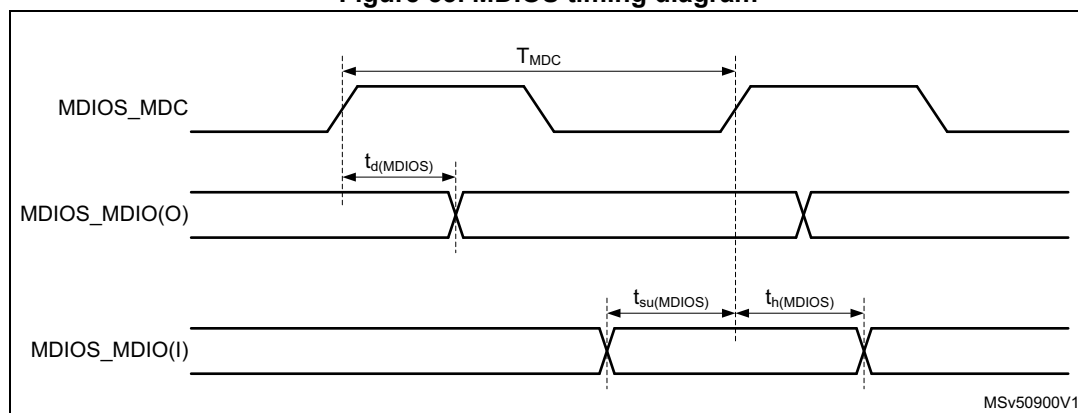 T_MDC
MDIOS_MDC
t_d(MDIOS)
MDIOS_MDIO(O)
t_su(MDIOS) t_h(MDIOS)
MDIOS_MDIO(I)
MSv50900V1